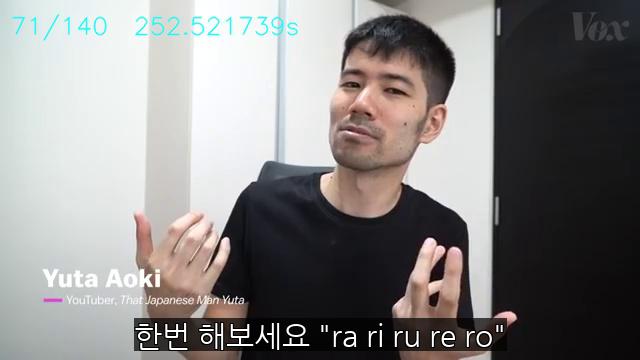 71/140 252.521739s
Vox
Yuta Aoki
YouTuber, That Japanese Man Yuta
한번 해보세요 "ra ri ru re ro"